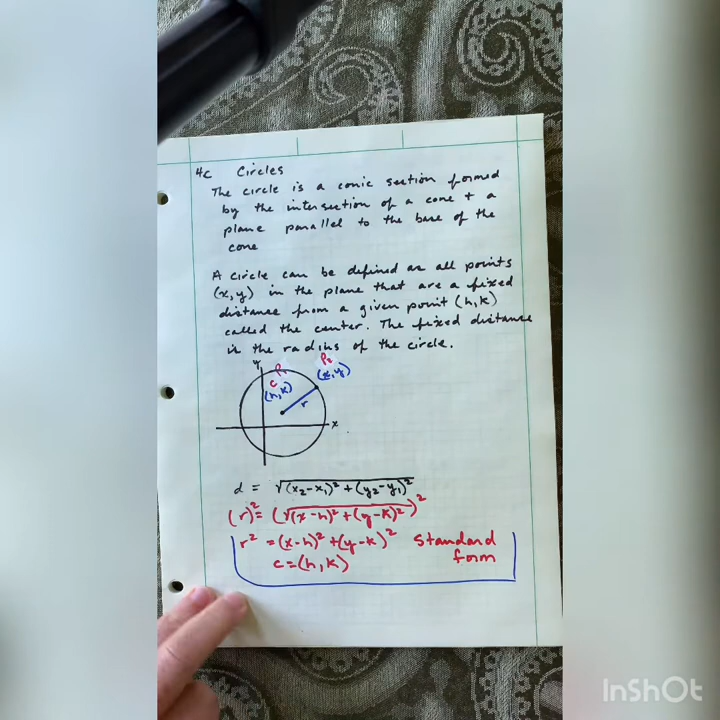 4c Circles
The circle is a conic section formed
by the intersection of a cone + a
plane parallel to the base of the
cone
A circle can be defined as all points
(x,y) in the plane that are a fixed
distance from a given point (h,k)
called the center. The fixed distance
is the radius of the circle.
y
P₁
P₂
c
(h,k)
(x,y)
r
x
d = √(x₂-x₁)² + (y₂-y₁)²
(r)² = (√(x-h)² + (y-k)²)²
r² = (x-h)² + (y-k)² Standard
form
c = (h,k)
InShOt